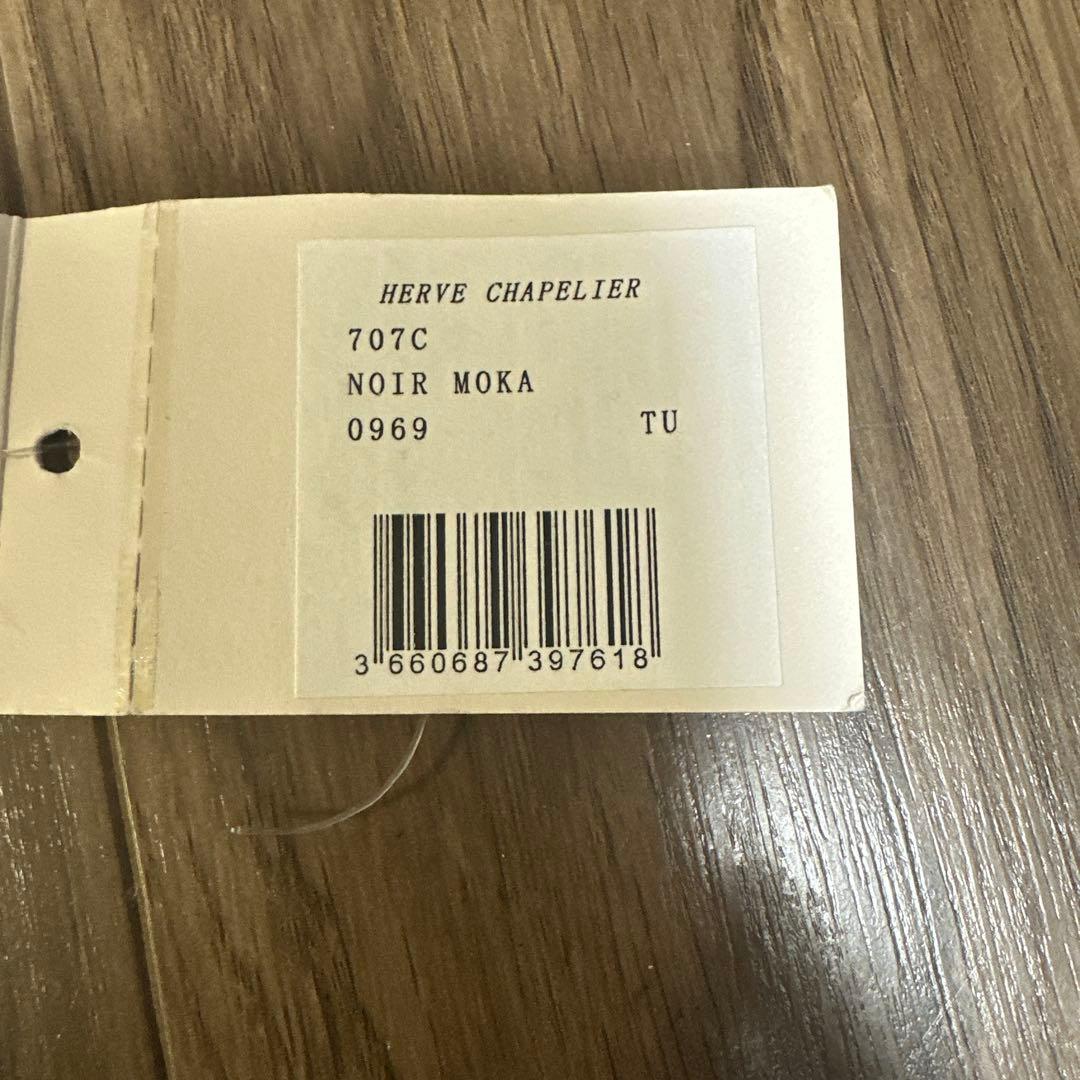 HERVE CHAPELIER
707C
NOIR MOKA
0969 TU
3 660687 397618